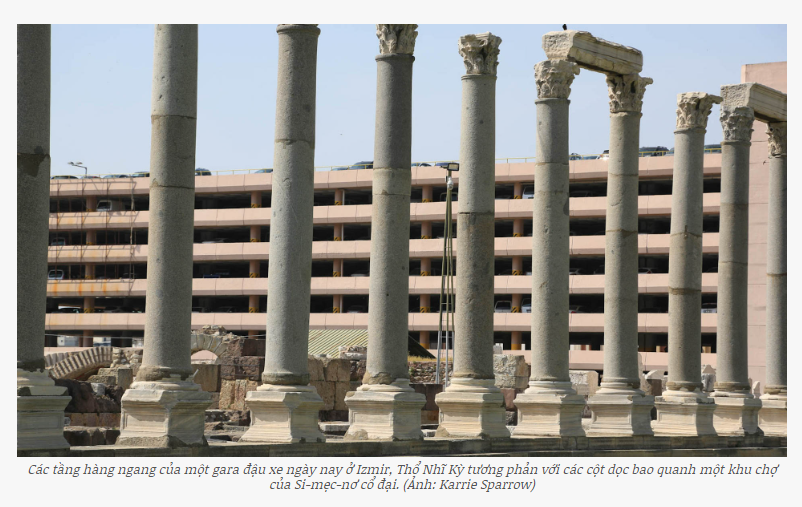 Các tầng hàng ngang của một gara đậu xe ngày nay ở Izmir, Thổ Nhĩ Kỳ tương phản với các cột dọc bao quanh một khu chợ
của Si-mẹc-nơ cổ đại. (Ảnh: Karrie Sparrow)